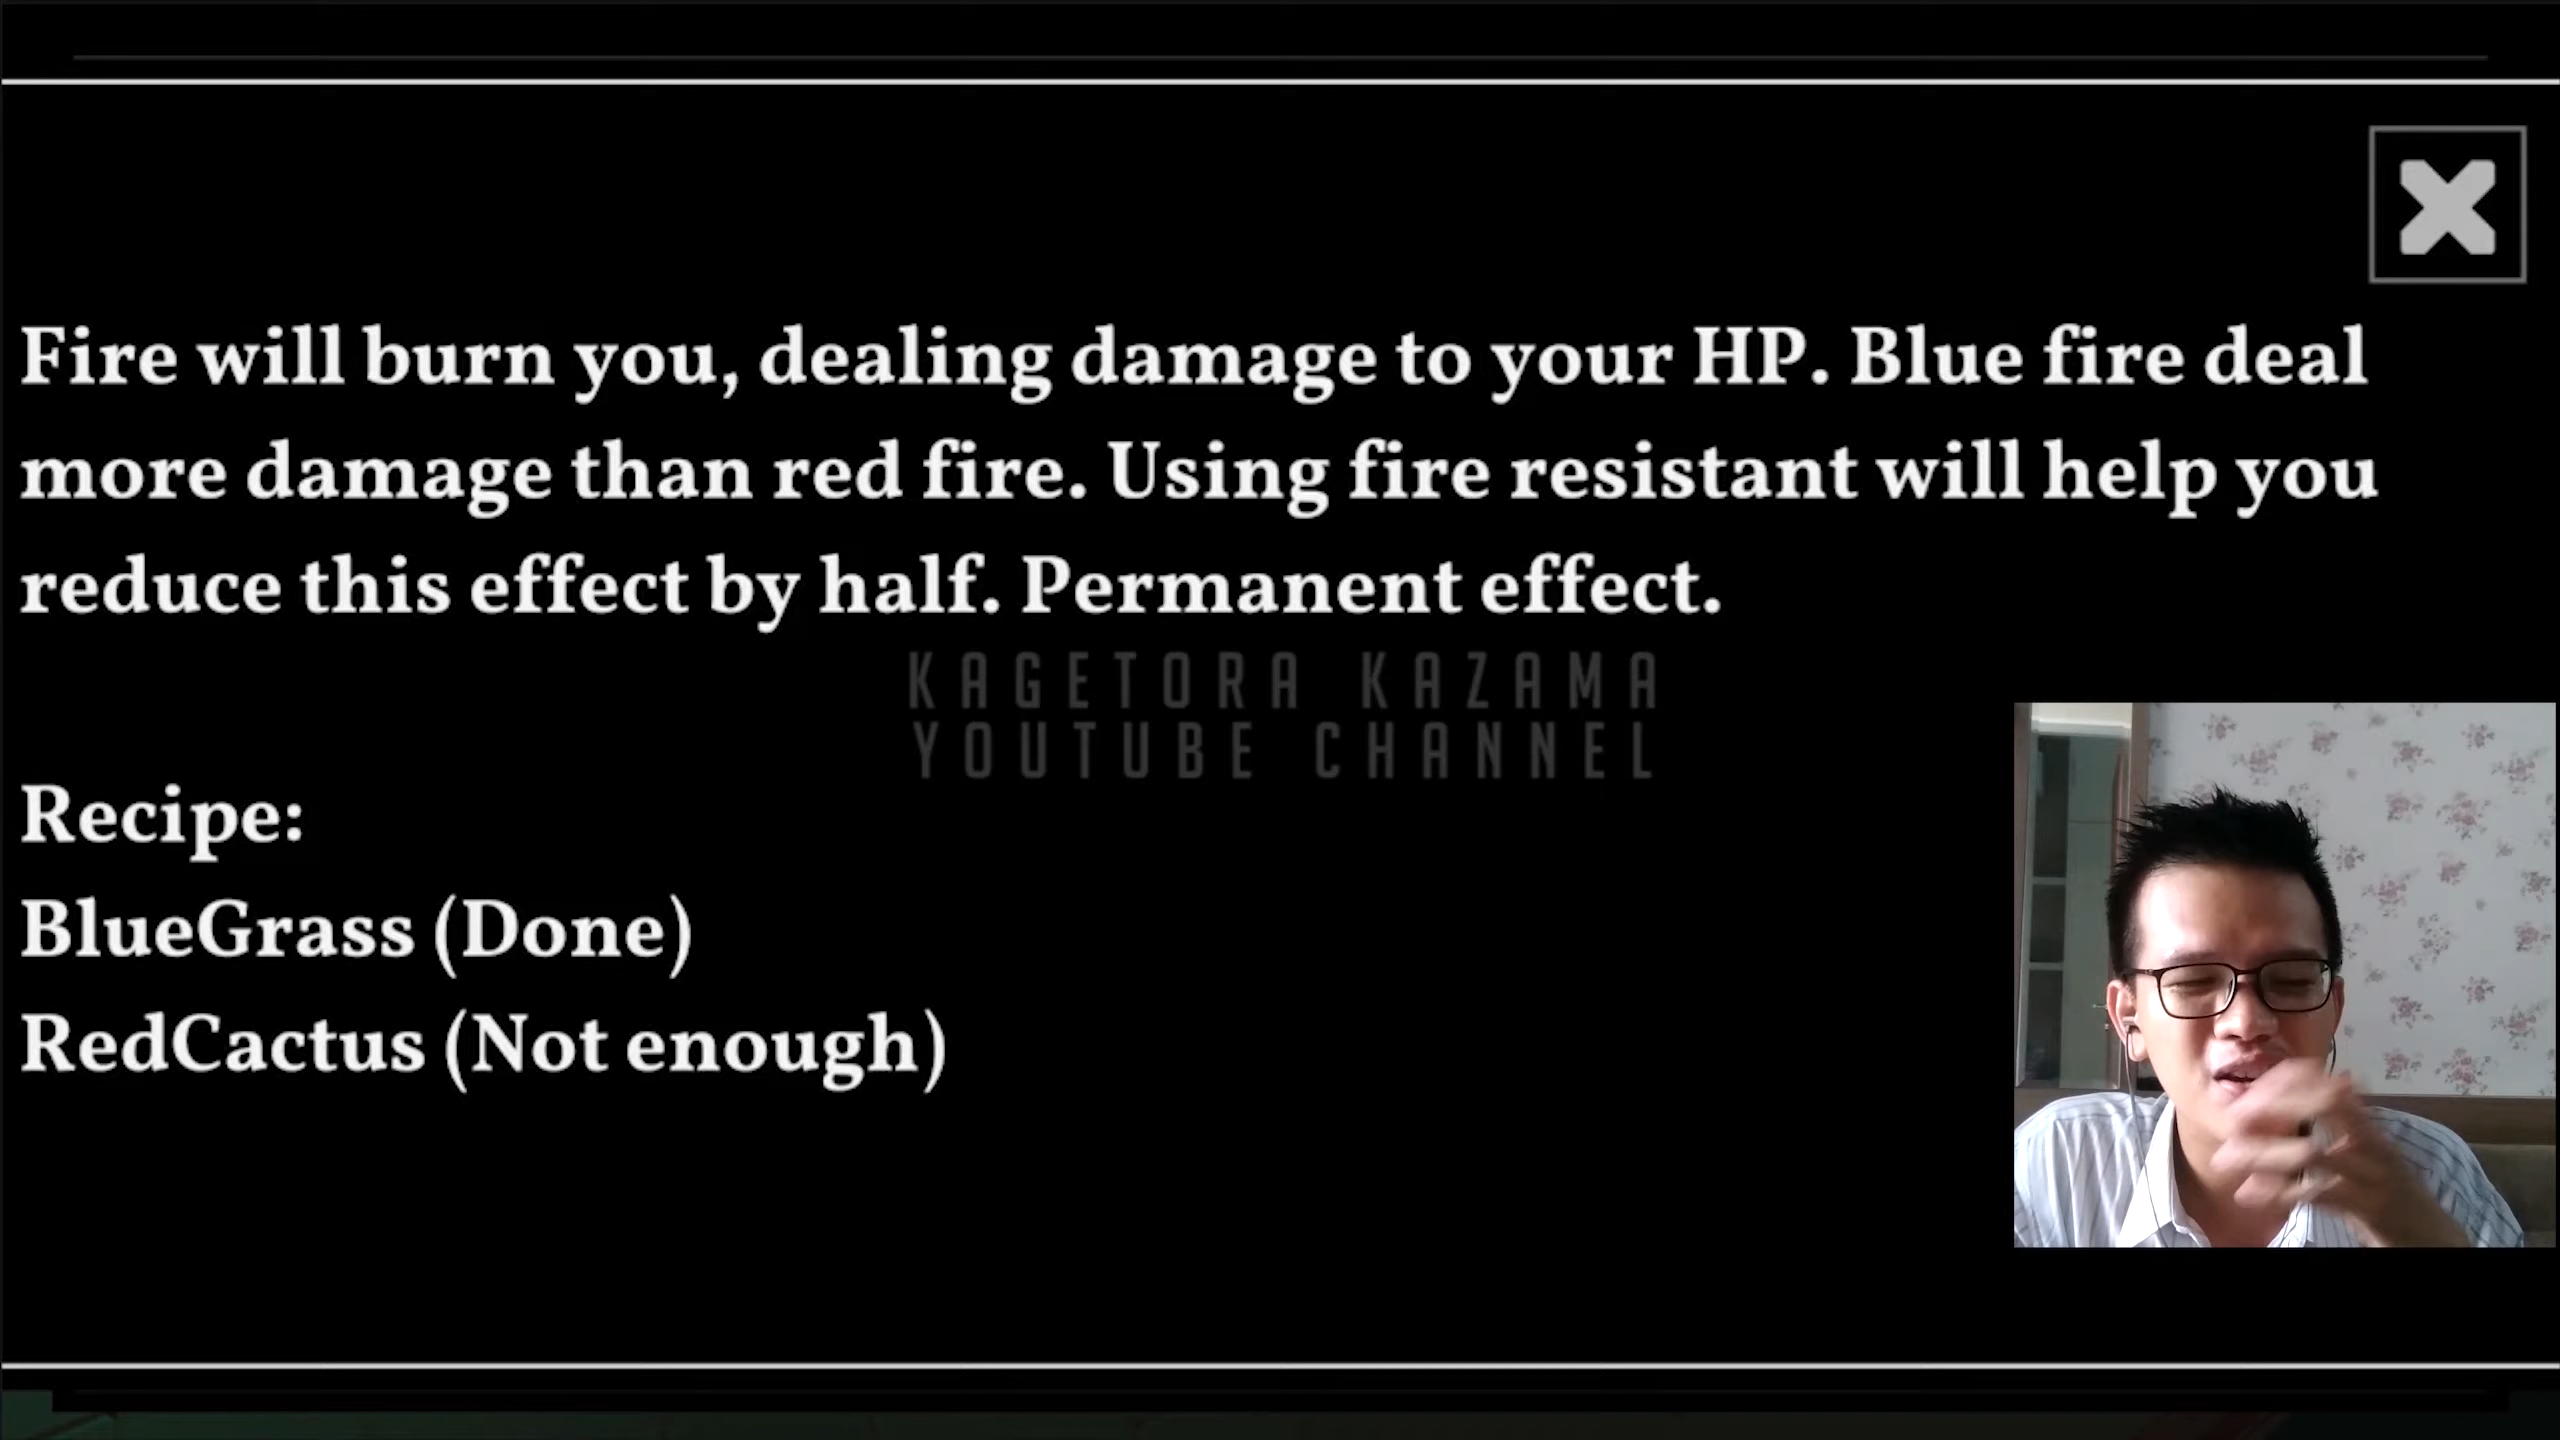 Fire will burn you, dealing damage to your HP. Blue fire deal
more damage than red fire. Using fire resistant will help you
reduce this effect by half. Permanent effect.
KAGETORA KAZAMA
YOUTUBE CHANNEL
Recipe:
BlueGrass (Done)
RedCactus (Not enough)